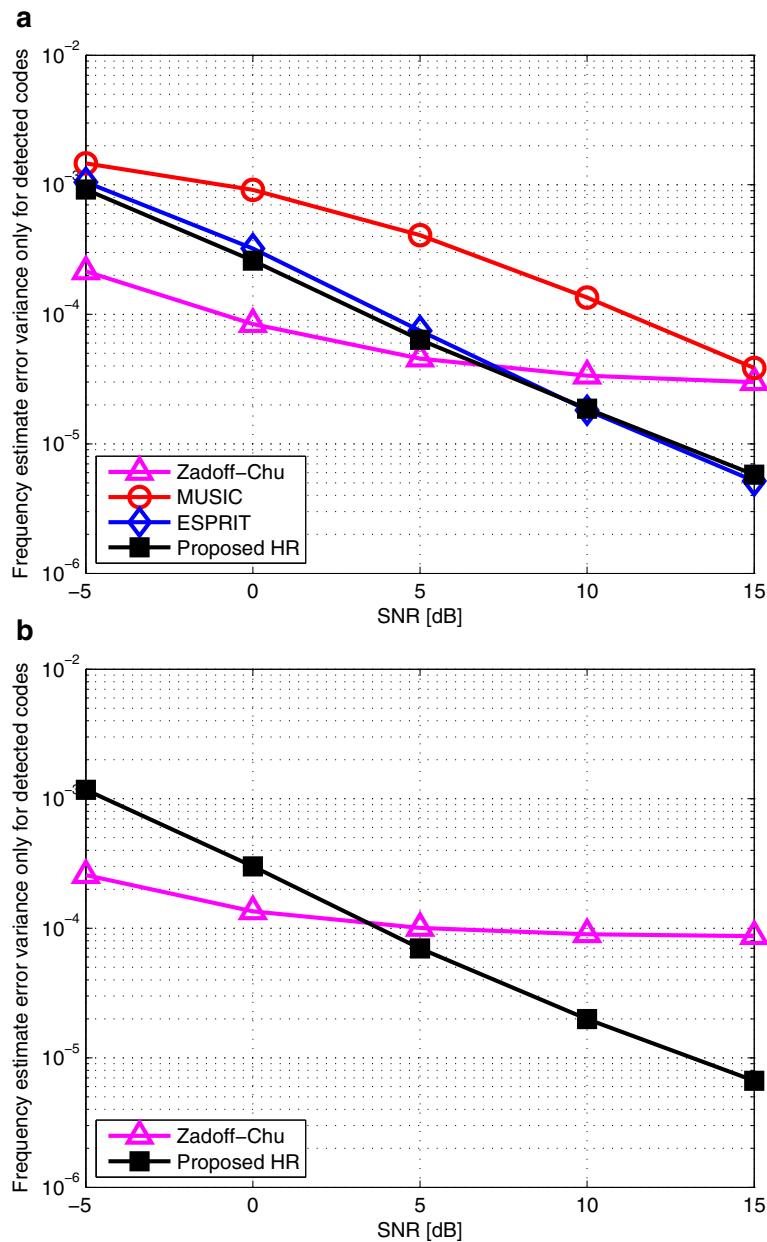 a
Frequency estimate error variance only for detected codes
10−2
10−3
10−4
10−5
10−6
Zadoff−Chu
MUSIC
ESPRIT
Proposed HR
−5 0 5 10 15
SNR [dB]
b
Frequency estimate error variance only for detected codes
10−2
10−3
10−4
10−5
10−6
Zadoff−Chu
Proposed HR
−5 0 5 10 15
SNR [dB]